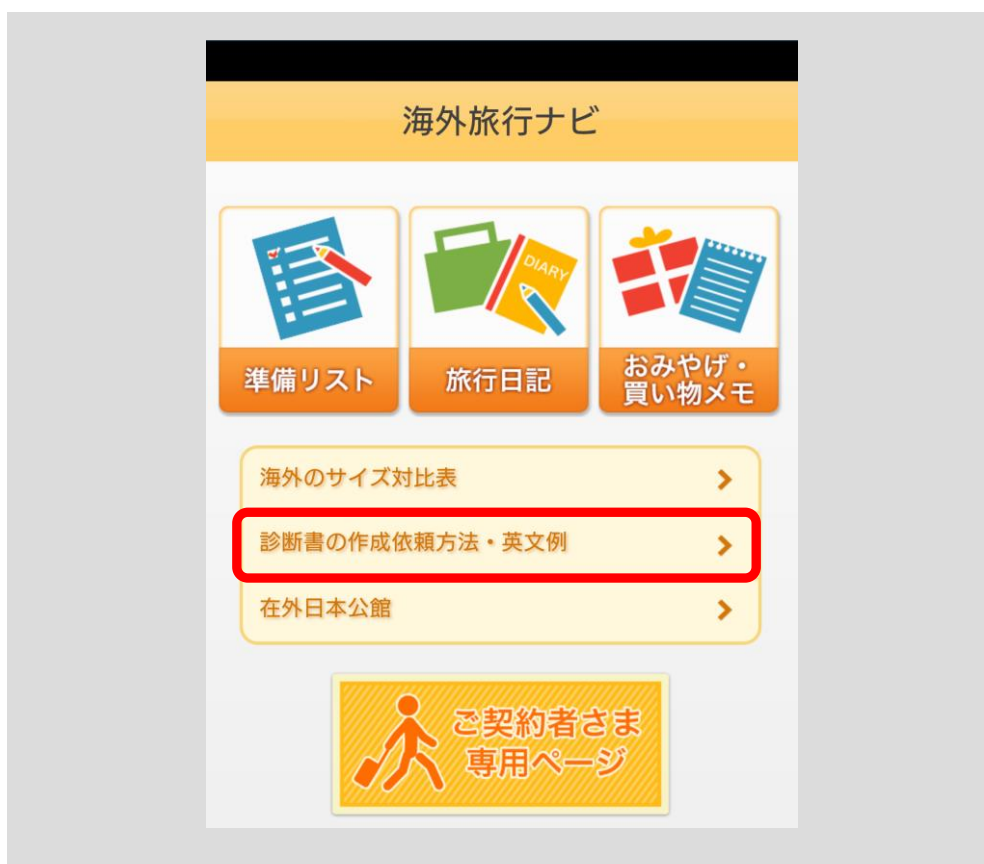 海外旅行ナビ
DIARY
準備リスト
旅行日記
おみやげ・
買い物メモ
海外のサイズ対比表
診断書の作成依頼方法・英文例
在外日本公館
ご契約者さま
専用ページ